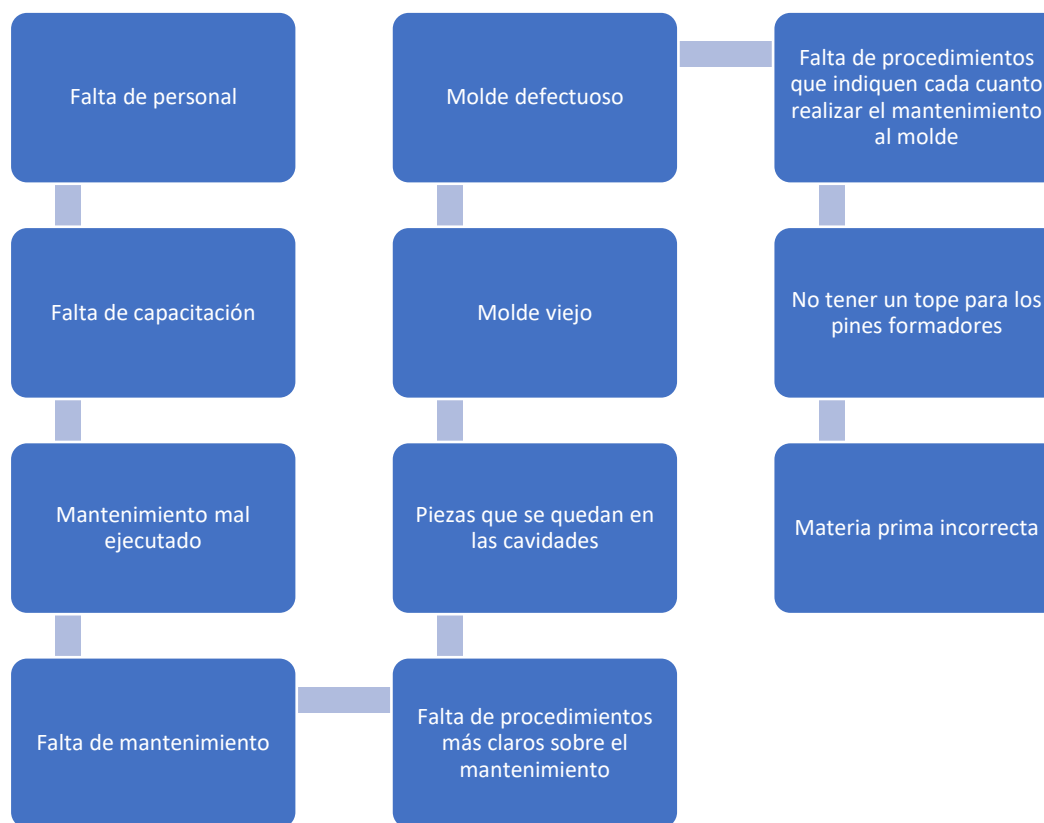 Falta de personal
Falta de capacitación
Mantenimiento mal
ejecutado
Falta de mantenimiento
Falta de procedimientos
más claros sobre el
mantenimiento
Piezas que se quedan en
las cavidades
Molde viejo
Molde defectuoso
Falta de procedimientos
que indiquen cada cuanto
realizar el mantenimiento
al molde
No tener un tope para los
pines formadores
Materia prima incorrecta